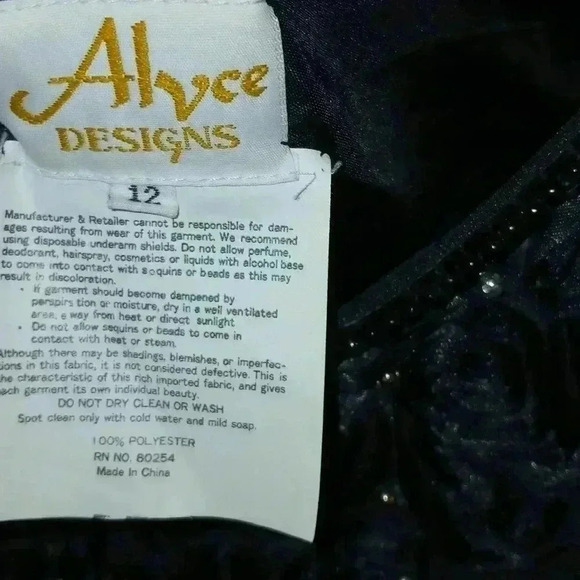 Alyce
DESIGNS
12
Manufacturer & Retailer cannot be responsible for dam-
ages resulting from wear of this garment. We recommend
using disposable underarm shields. Do not allow perfume,
deodorant, hairspray, cosmetics or liquids with alcohol base
to come into contact with sequins or beads as this may
result in discoloration.
• If garment should become dampened by
perspiration or moisture, dry in a well ventilated
area, away from heat or direct sunlight
• Do not allow sequins or beads to come in
contact with heat or steam.
Although there may be shadings, blemishes, or imperfec-
tions in this fabric, it is not considered defective. This is
the characteristic of this rich imported fabric, and gives
each garment its own individual beauty.
DO NOT DRY CLEAN OR WASH
Spot clean only with cold water and mild soap.
100% POLYESTER
RN NO. 80254
Made In China